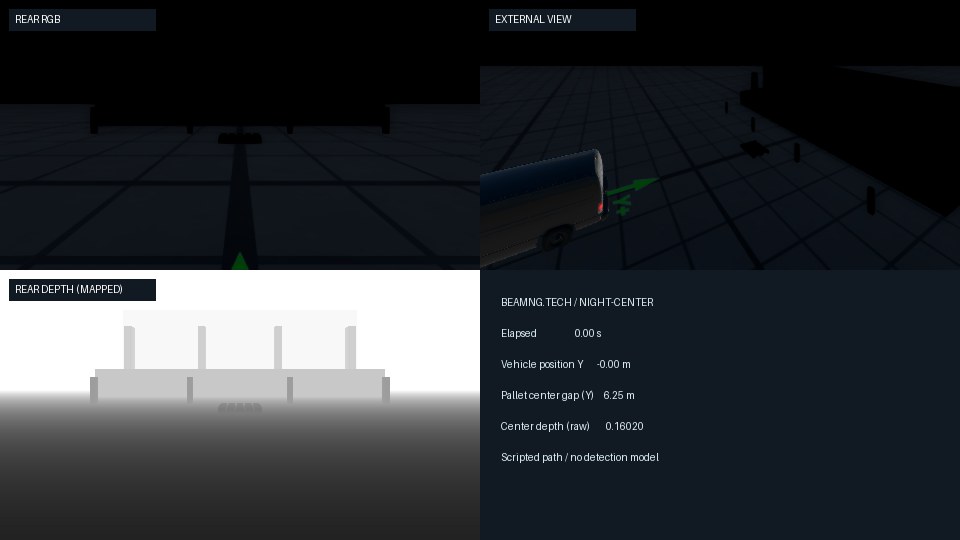 REAR RGB
EXTERNAL VIEW
Y+
REAR DEPTH (MAPPED)
BEAMNG.TECH / NIGHT-CENTER
Elapsed 0.00 s
Vehicle position Y -0.00 m
Pallet center gap (Y) 6.25 m
Center depth (raw) 0.16020
Scripted path / no detection model